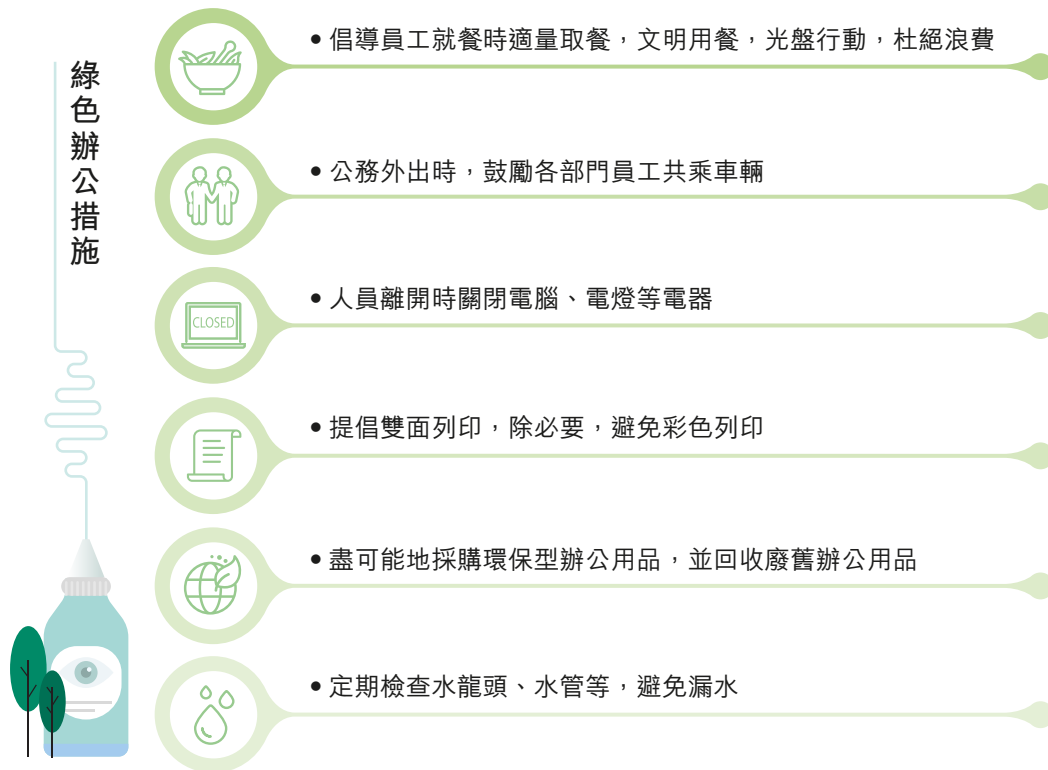 綠色辦公措施
• 倡導員工就餐時適量取餐，文明用餐，光盤行動，杜絕浪費
• 公務外出時，鼓勵各部門員工共乘車輛
• 人員離開時關閉電腦、電燈等電器
CLOSED
• 提倡雙面列印，除必要，避免彩色列印
• 盡可能地採購環保型辦公用品，並回收廢舊辦公用品
• 定期檢查水龍頭、水管等，避免漏水